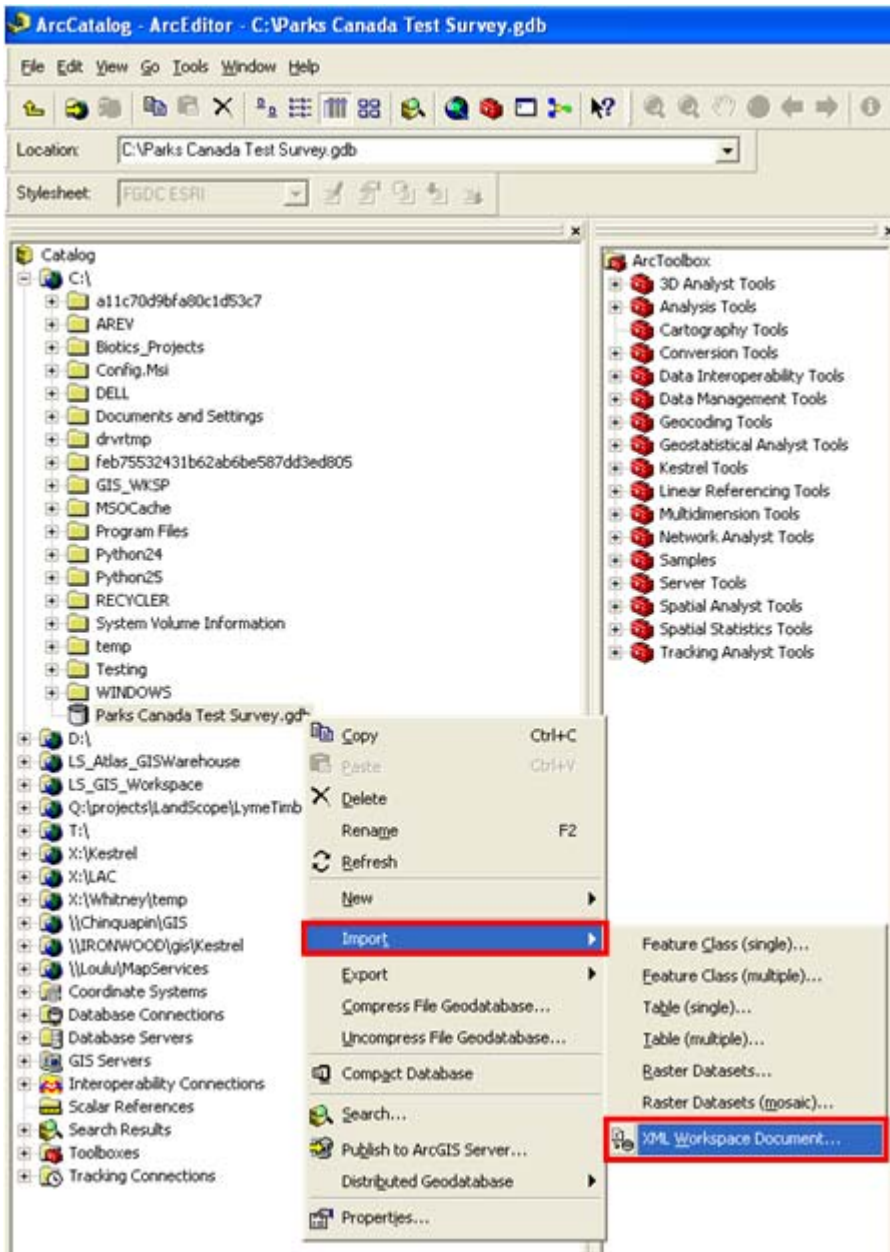 ArcCatalog - ArcEditor - C:\Parks Canada Test Survey.gdb
File Edit View Go Tools Window Help
Location: C:\Parks Canada Test Survey.gdb
Stylesheet: FGDC ESRI
Catalog
C:\
a11c70d9bfa80c1d53c7
AREV
Biotics_Projects
Config.Msi
DELL
Documents and Settings
drvrtmp
feb75532431b62ab6be587dd3ed805
GIS_WKSP
MSOCache
Program Files
Python24
Python25
RECYCLER
System Volume Information
temp
Testing
WINDOWS
Parks Canada Test Survey.gdb
D:\
LS_Atlas_GISWarehouse
LS_GIS_Workspace
Q:\projects\LandScope\LymeTimb
T:\
X:\Kestrel
X:\LAC
X:\Whitney\temp
\\Chinquapin\GIS
\\IRONWOOD\gis\Kestrel
\\Loulu\MapServices
Coordinate Systems
Database Connections
Database Servers
GIS Servers
Interoperability Connections
Scalar References
Search Results
Toolboxes
Tracking Connections
ArcToolbox
3D Analyst Tools
Analysis Tools
Cartography Tools
Conversion Tools
Data Interoperability Tools
Data Management Tools
Geocoding Tools
Geostatistical Analyst Tools
Kestrel Tools
Linear Referencing Tools
Multidimension Tools
Network Analyst Tools
Samples
Server Tools
Spatial Analyst Tools
Spatial Statistics Tools
Tracking Analyst Tools
Copy Ctrl+C
Paste Ctrl+V
Delete
Rename F2
Refresh
New
Import
Export
Compress File Geodatabase...
Uncompress File Geodatabase...
Compact Database
Search...
Publish to ArcGIS Server...
Distributed Geodatabase
Properties...
Feature Class (single)...
Feature Class (multiple)...
Table (single)...
Table (multiple)...
Raster Datasets...
Raster Datasets (mosaic)...
XML Workspace Document...